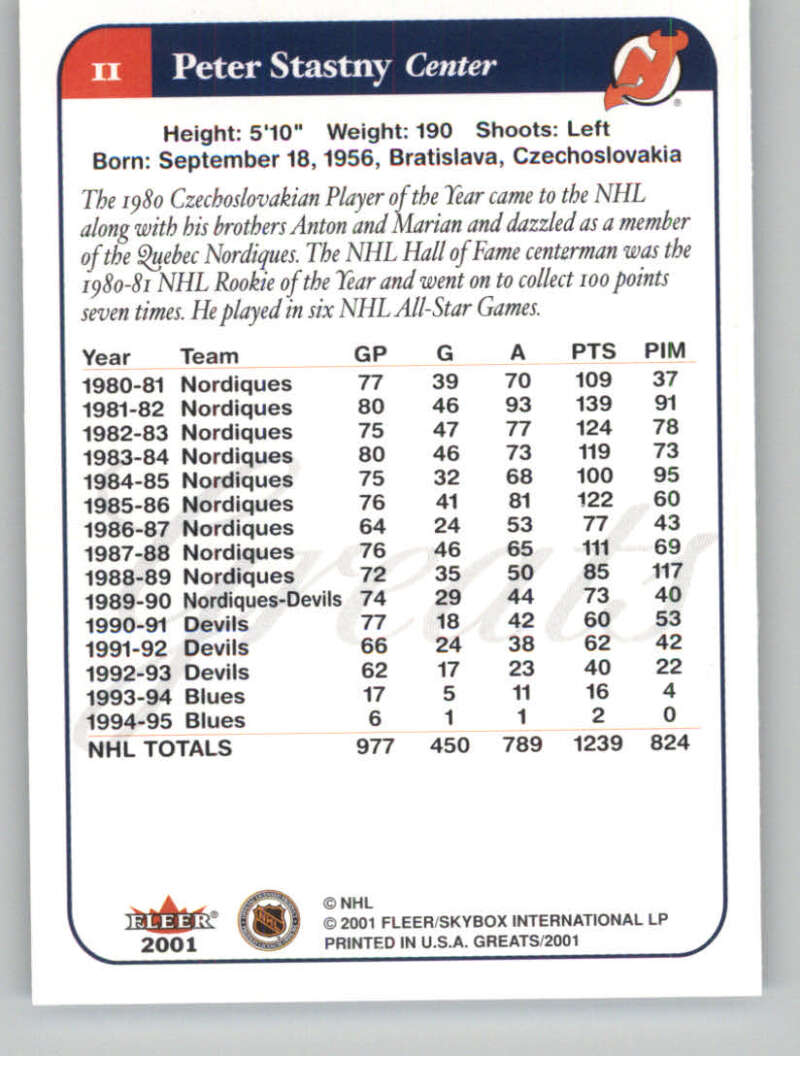 11 Peter Stastny Center
Height: 5'10" Weight: 190 Shoots: Left
Born: September 18, 1956, Bratislava, Czechoslovakia
The 1980 Czechoslovakian Player of the Year came to the NHL
along with his brothers Anton and Marian and dazzled as a member
of the Quebec Nordiques. The NHL Hall of Fame centerman was the
1980-81 NHL Rookie of the Year and went on to collect 100 points
seven times. He played in six NHL All-Star Games.
Year Team GP G A PTS PIM
1980-81 Nordiques 77 39 70 109 37
1981-82 Nordiques 80 46 93 139 91
1982-83 Nordiques 75 47 77 124 78
1983-84 Nordiques 80 46 73 119 73
1984-85 Nordiques 75 32 68 100 95
1985-86 Nordiques 76 41 81 122 60
1986-87 Nordiques 64 24 53 77 43
1987-88 Nordiques 76 46 65 111 69
1988-89 Nordiques 72 35 50 85 117
1989-90 Nordiques-Devils 74 29 44 73 40
1990-91 Devils 77 18 42 60 53
1991-92 Devils 66 24 38 62 42
1992-93 Devils 62 17 23 40 22
1993-94 Blues 17 5 11 16 4
1994-95 Blues 6 1 1 2 0
NHL TOTALS 977 450 789 1239 824
Greats
FLEER®
2001
NHL
© NHL
© 2001 FLEER/SKYBOX INTERNATIONAL LP
PRINTED IN U.S.A. GREATS/2001